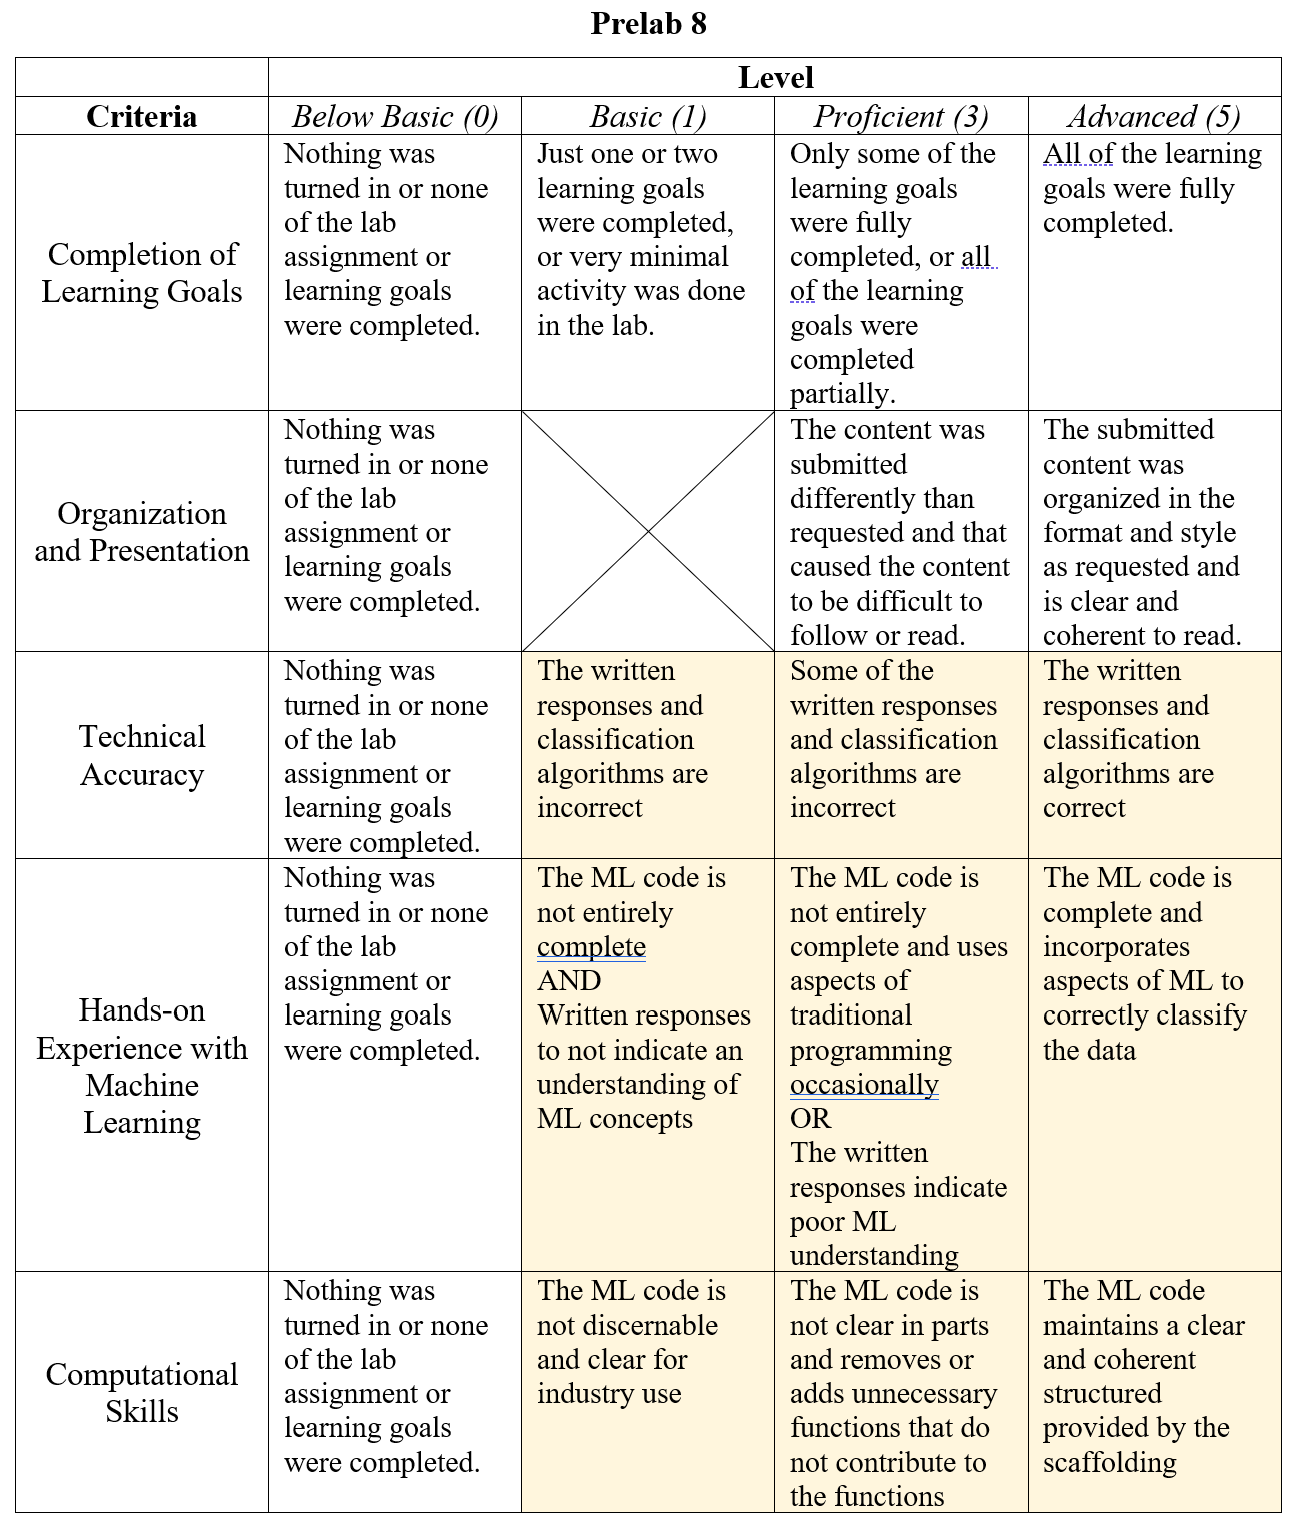 Prelab 8
Level
Criteria
Below Basic (0)
Basic (1)
Proficient (3)
Advanced (5)
Completion of
Learning Goals
Nothing was
turned in or none
of the lab
assignment or
learning goals
were completed.
Just one or two
learning goals
were completed,
or very minimal
activity was done
in the lab.
Only some of the
learning goals
were fully
completed, or all
of the learning
goals were
completed
partially.
All of the learning
goals were fully
completed.
Organization
and Presentation
Nothing was
turned in or none
of the lab
assignment or
learning goals
were completed.
The content was
submitted
differently than
requested and that
caused the content
to be difficult to
follow or read.
The submitted
content was
organized in the
format and style
as requested and
is clear and
coherent to read.
Technical
Accuracy
Nothing was
turned in or none
of the lab
assignment or
learning goals
were completed.
The written
responses and
classification
algorithms are
incorrect
Some of the
written responses
and classification
algorithms are
incorrect
The written
responses and
classification
algorithms are
correct
Hands-on
Experience with
Machine
Learning
Nothing was
turned in or none
of the lab
assignment or
learning goals
were completed.
The ML code is
not entirely
complete
AND
Written responses
to not indicate an
understanding of
ML concepts
The ML code is
not entirely
complete and uses
aspects of
traditional
programming
occasionally
OR
The written
responses indicate
poor ML
understanding
The ML code is
complete and
incorporates
aspects of ML to
correctly classify
the data
Computational
Skills
Nothing was
turned in or none
of the lab
assignment or
learning goals
were completed.
The ML code is
not discernable
and clear for
industry use
The ML code is
not clear in parts
and removes or
adds unnecessary
functions that do
not contribute to
the functions
The ML code
maintains a clear
and coherent
structured
provided by the
scaffolding